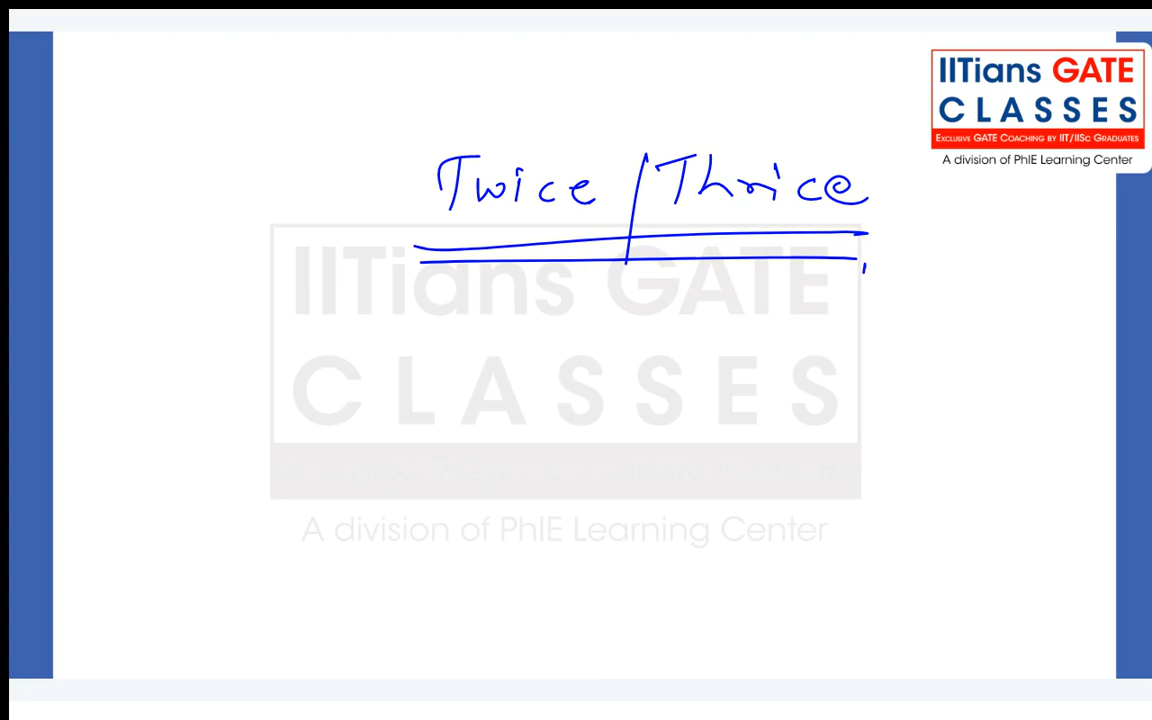 IITians GATE
CLASSES
EXCLUSIVE GATE COACHING BY IIT/IISC GRADUATES
A division of PhIE Learning Center
Twice / Thrice
IITians GATE
CLASSES
A division of PhIE Learning Center